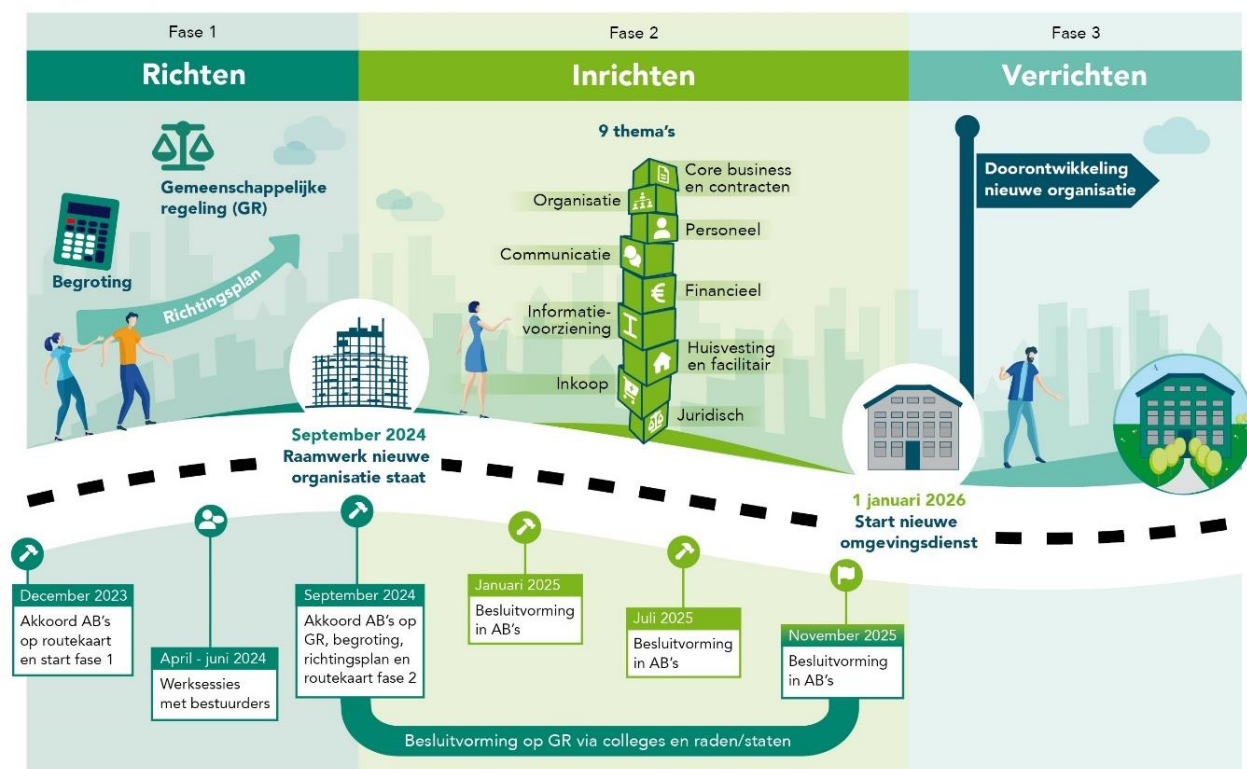 Fase 1
Richten
Gemeenschappelijke
regeling (GR)
Begroting
Richtingsplan
September 2024
Raamwerk nieuwe
organisatie staat
Fase 2
Inrichten
9 thema's
Core business
en contracten
Organisatie
Personeel
Communicatie
Financieel
Informatie-
voorziening
Huisvesting
en facilitair
Inkoop
Juridisch
Fase 3
Verrichten
Doorontwikkeling
nieuwe organisatie
1 januari 2026
Start nieuwe
omgevingsdienst
December 2023
Akkoord AB's
op routekaart
en start fase 1
April - juni 2024
Werksessies
met bestuurders
September 2024
Akkoord AB's op
GR, begroting,
richtingsplan en
routekaart fase 2
Januari 2025
Besluitvorming
in AB's
Juli 2025
Besluitvorming
in AB's
November 2025
Besluitvorming
in AB's
Besluitvorming op GR via colleges en raden/staten